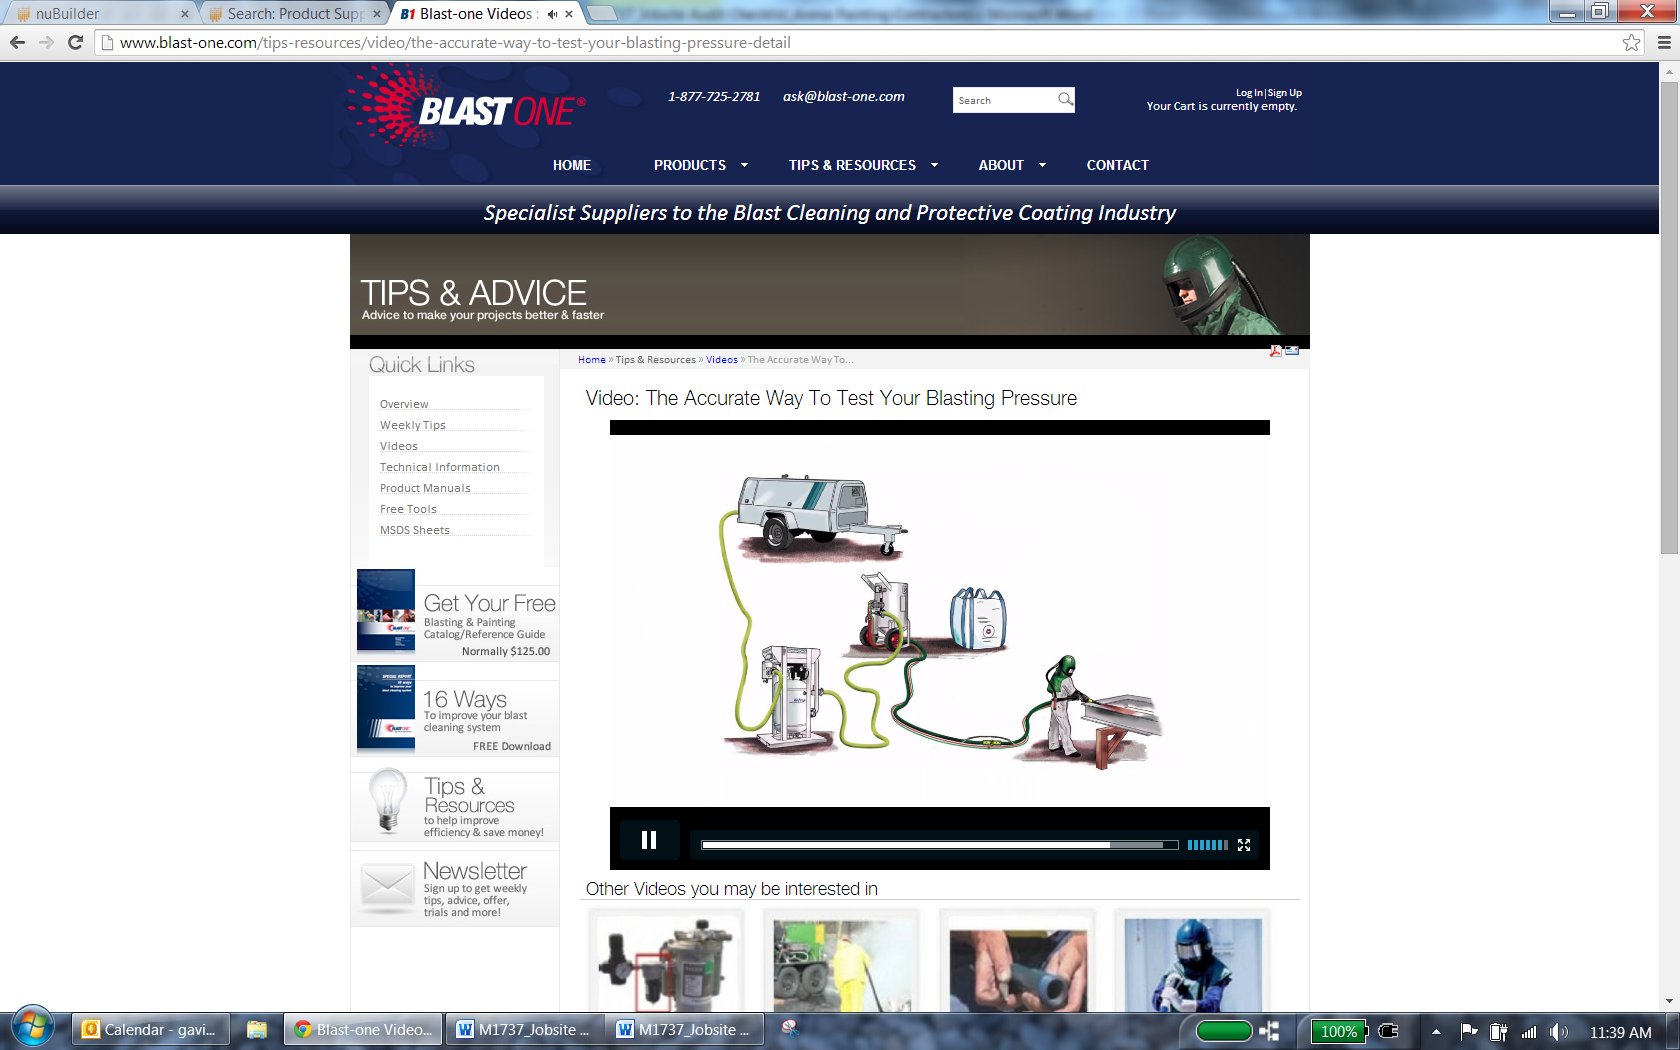 nuBuilder
Search: Product Supp
B1 Blast-one Videos :
www.blast-one.com/tips-resources/video/the-accurate-way-to-test-your-blasting-pressure-detail
BLAST ONE®
1-877-725-2781 ask@blast-one.com
Search
Log In|Sign Up
Your Cart is currently empty.
HOME PRODUCTS TIPS & RESOURCES ABOUT CONTACT
Specialist Suppliers to the Blast Cleaning and Protective Coating Industry
TIPS & ADVICE
Advice to make your projects better & faster
Quick Links
Overview
Weekly Tips
Videos
Technical Information
Product Manuals
Free Tools
MSDS Sheets
Get Your Free
Blasting & Painting
Catalog/Reference Guide
Normally $125.00
SPECIAL REPORT
16 Ways
To improve your blast
cleaning system
FREE Download
Tips &
Resources
to help improve
efficiency & save money!
Newsletter
Sign up to get weekly
tips, advice, offer,
trials and more!
Home » Tips & Resources » Videos » The Accurate Way To...
Video: The Accurate Way To Test Your Blasting Pressure
Other Videos you may be interested in
Calendar - gavi...
Blast-one Video...
M1737_Jobsite ...
M1737_Jobsite ...
100%
11:39 AM